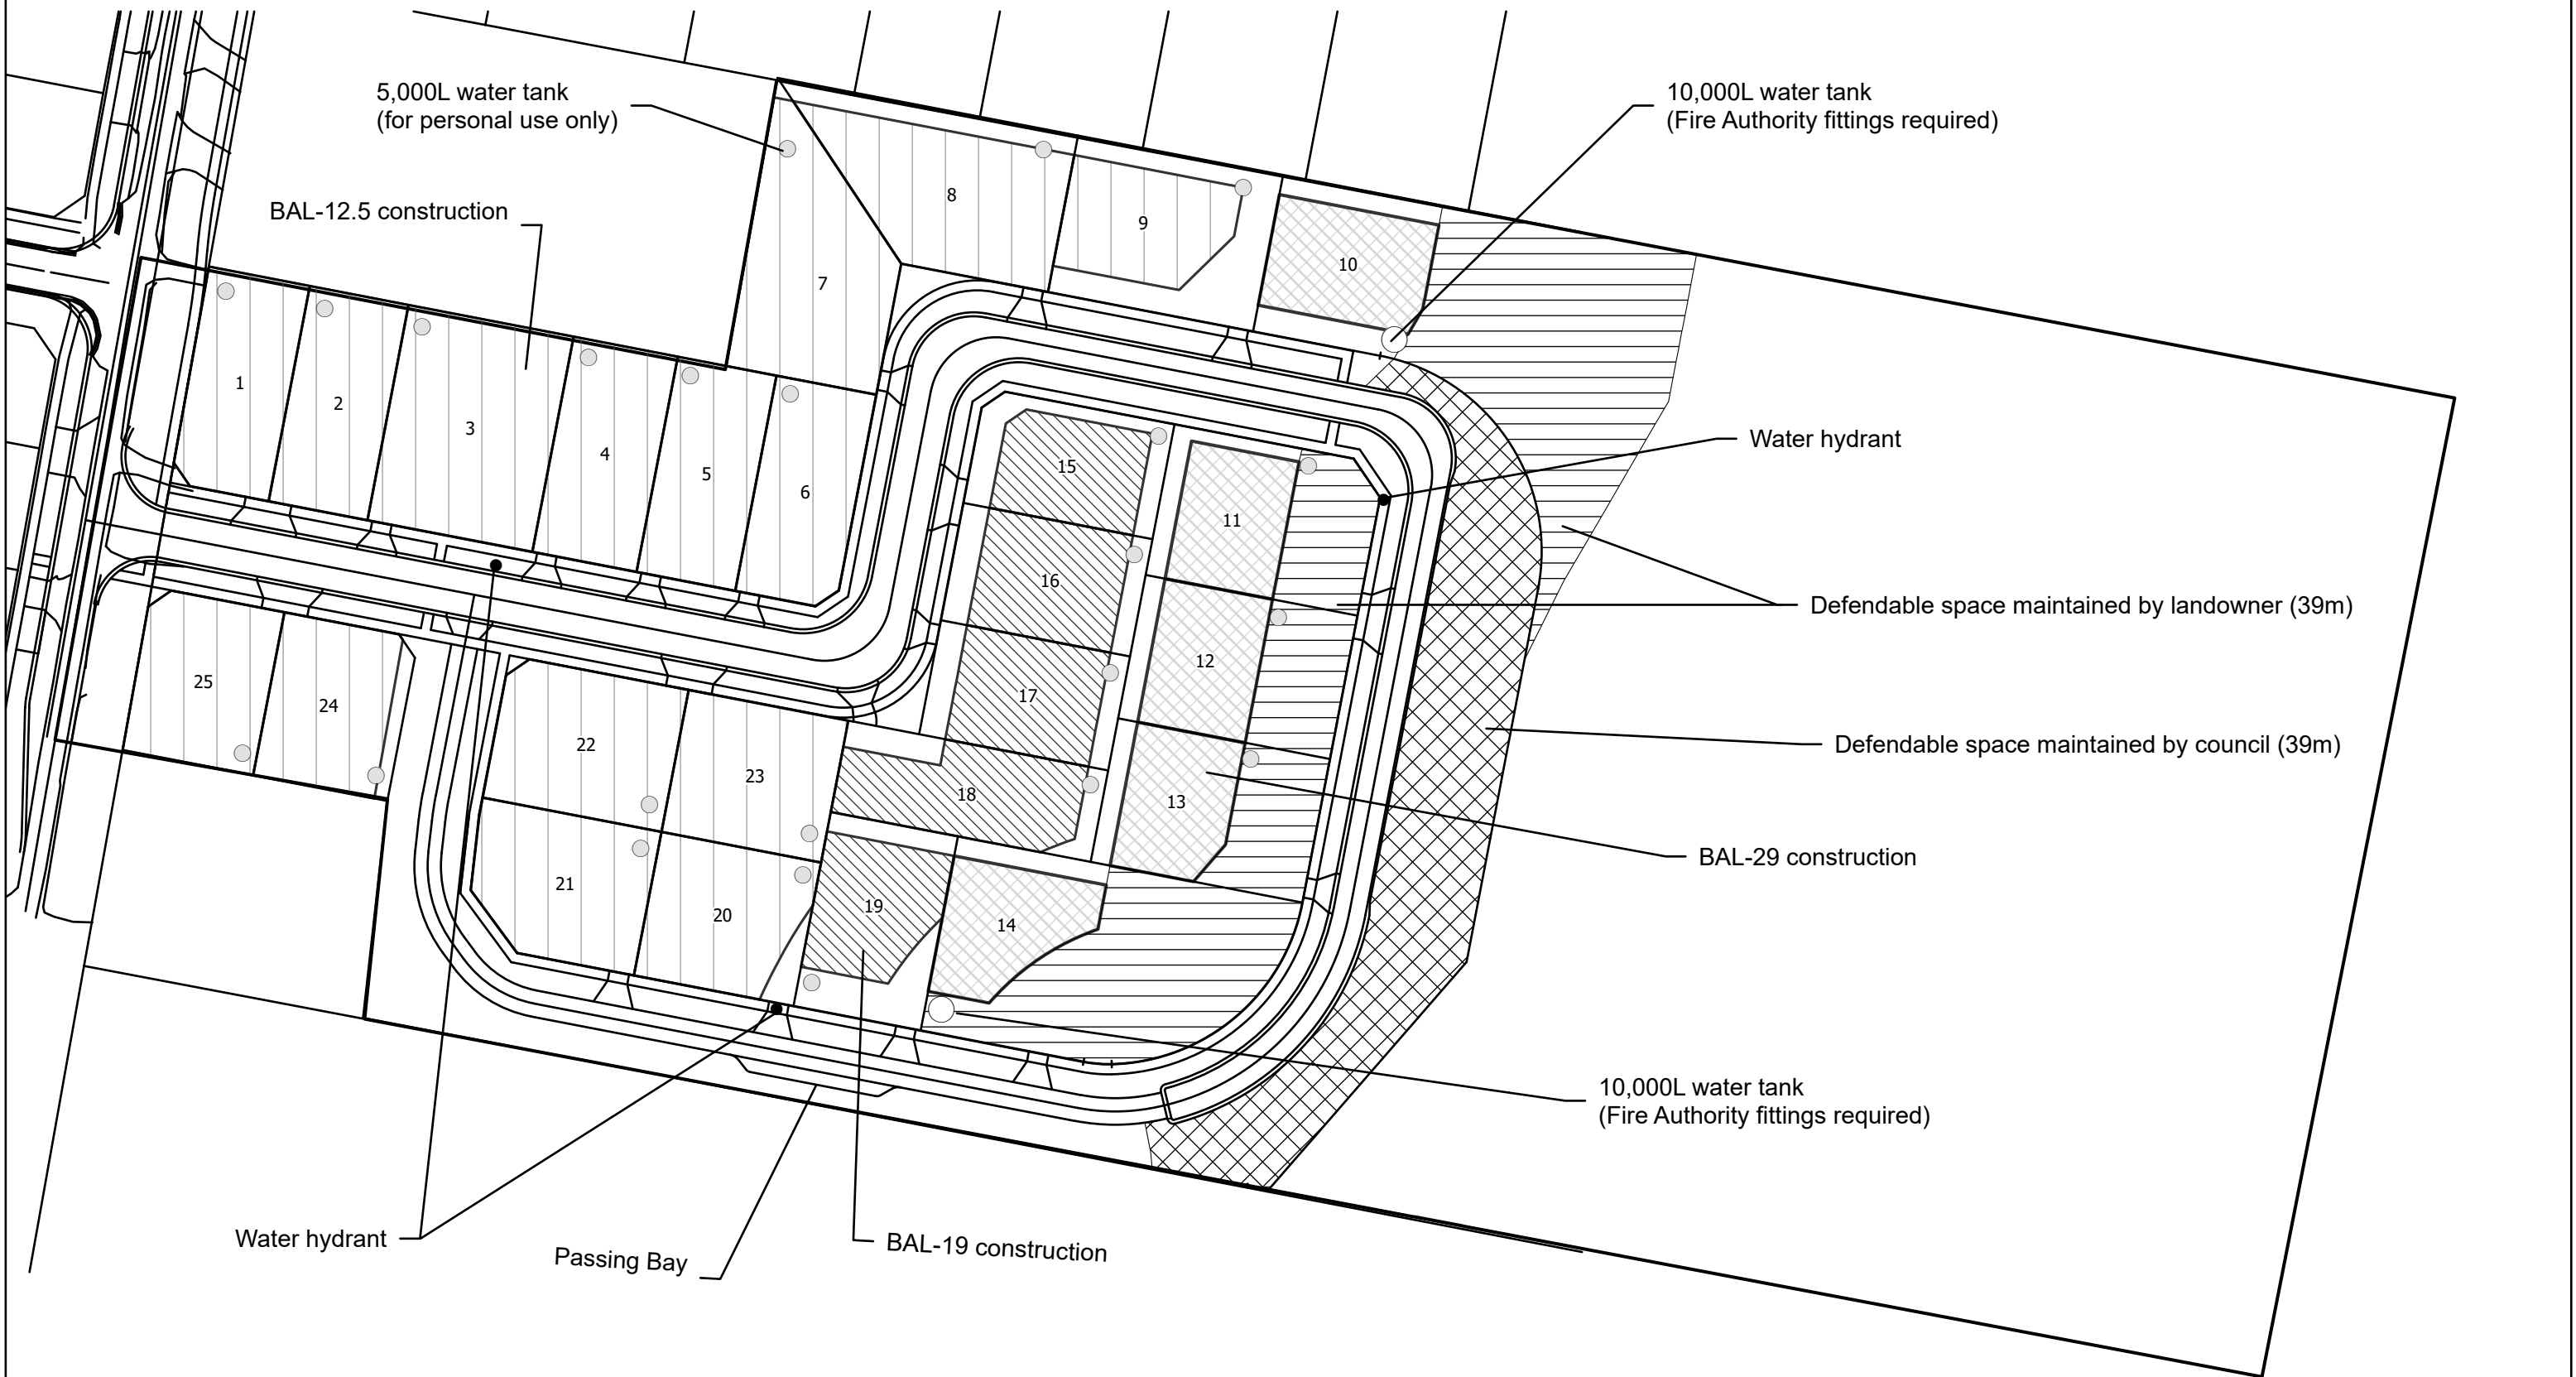 5,000L water tank
(for personal use only)
10,000L water tank
(Fire Authority fittings required)
BAL-12.5 construction
8
9
10
7
1
2
3
4
5
6
Water hydrant
15
11
16
12
17
13
18
14
19
Defendable space maintained by landowner (39m)
Defendable space maintained by council (39m)
25
24
22
23
21
20
BAL-29 construction
10,000L water tank
(Fire Authority fittings required)
Water hydrant
Passing Bay
BAL-19 construction